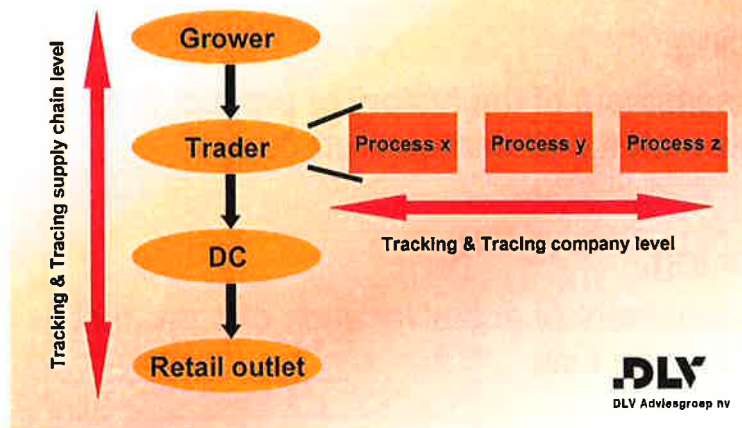 Tracking & Tracing supply chain level
Grower
Trader
Process x
Process y
Process z
Tracking & Tracing company level
DC
Retail outlet
DLV
DLV Adviesgroep nv